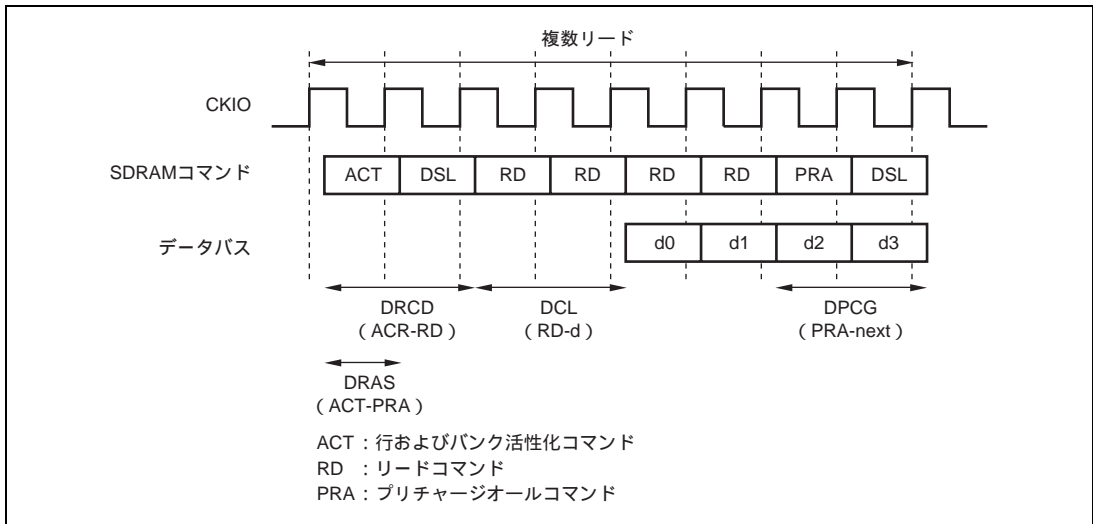 複数リード
CKIO
SDRAMコマンド
ACT DSL RD RD RD RD PRA DSL
データバス
d0 d1 d2 d3
DRCD DCL DPCG
（ACR-RD） （RD-d） （PRA-next）
DRAS
（ACT-PRA）
ACT：行およびバンク活性化コマンド
RD ：リードコマンド
PRA：プリチャージオールコマンド